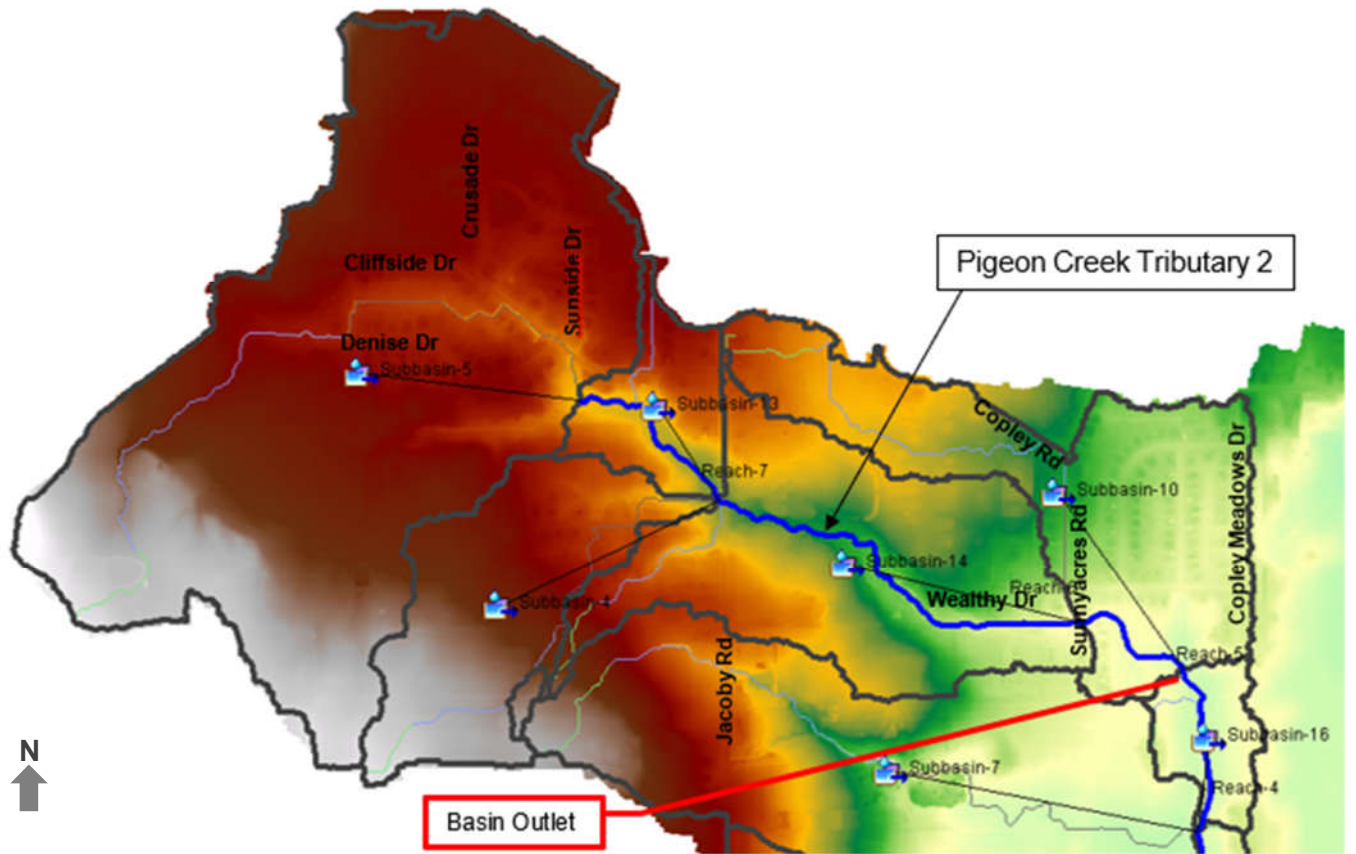 Crusade Dr
Sunside Dr
Cliffside Dr
Pigeon Creek Tributary 2
Denise Dr
Subbasin-5
Subbasin-13
Copley Rd
Reach-7
Subbasin-10
Copley Meadows Dr
Sunnyacres Rd
Subbasin-14
Wealthy Dr
Subbasin-4
Reach-5
Jacoby Rd
Subbasin-16
N
Subbasin-7
Reach-4
Basin Outlet